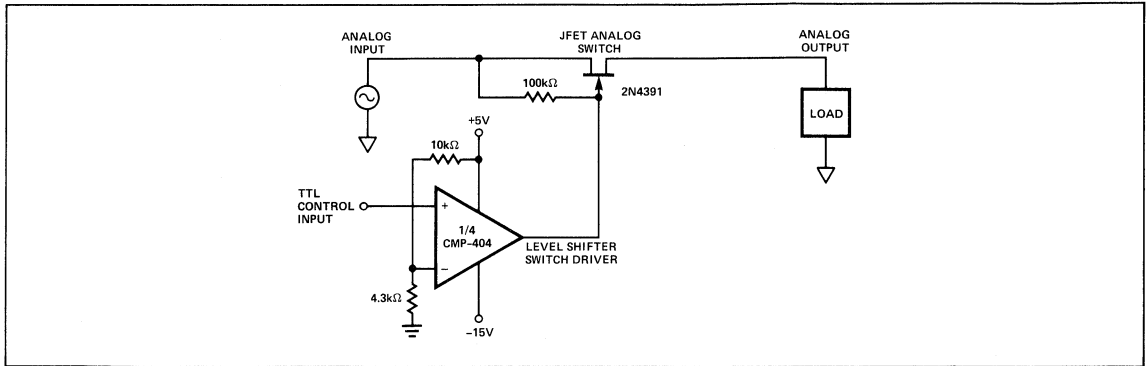 ANALOG
INPUT
JFET ANALOG
SWITCH
ANALOG
OUTPUT
100kΩ
2N4391
LOAD
+5V
10kΩ
TTL
CONTROL
INPUT
+
1/4
CMP-404
–
LEVEL SHIFTER
SWITCH DRIVER
4.3kΩ
–15V